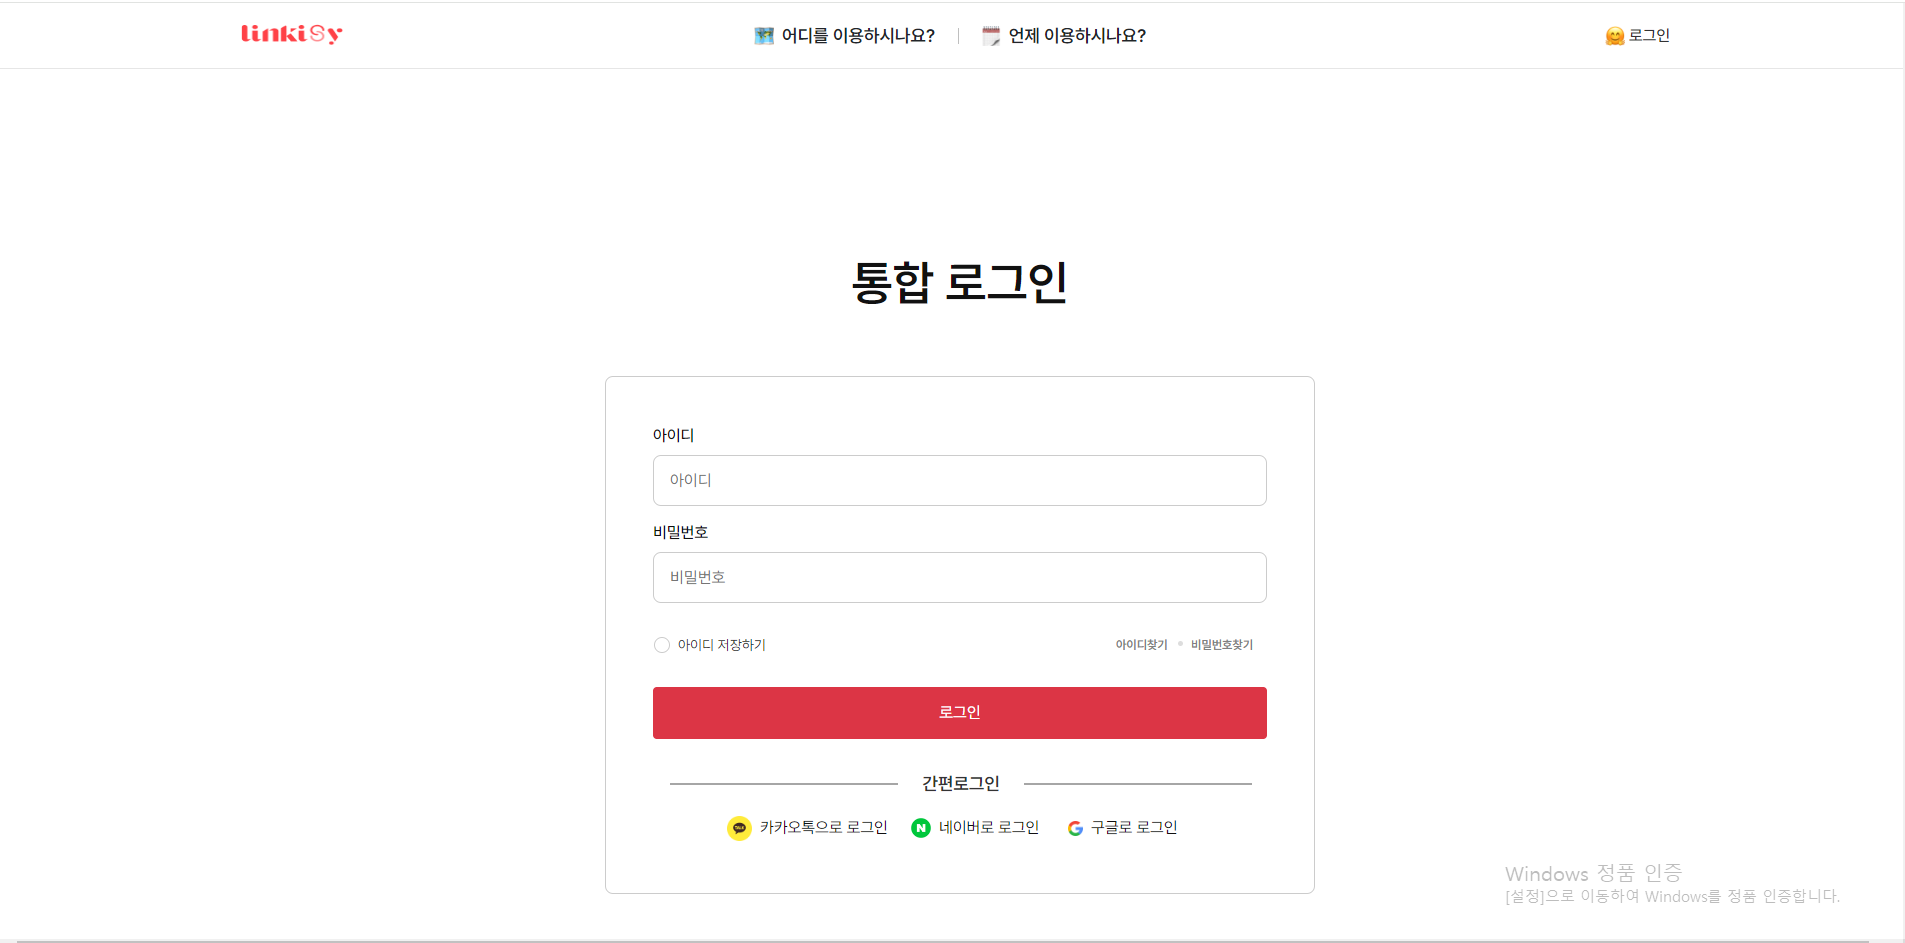 linkisy
어디를 이용하시나요?
언제 이용하시나요?
로그인
통합 로그인
아이디
아이디
비밀번호
비밀번호
아이디 저장하기
아이디찾기
비밀번호찾기
로그인
간편로그인
카카오톡으로 로그인
네이버로 로그인
구글로 로그인
Windows 정품 인증
[설정]으로 이동하여 Windows를 정품 인증합니다.